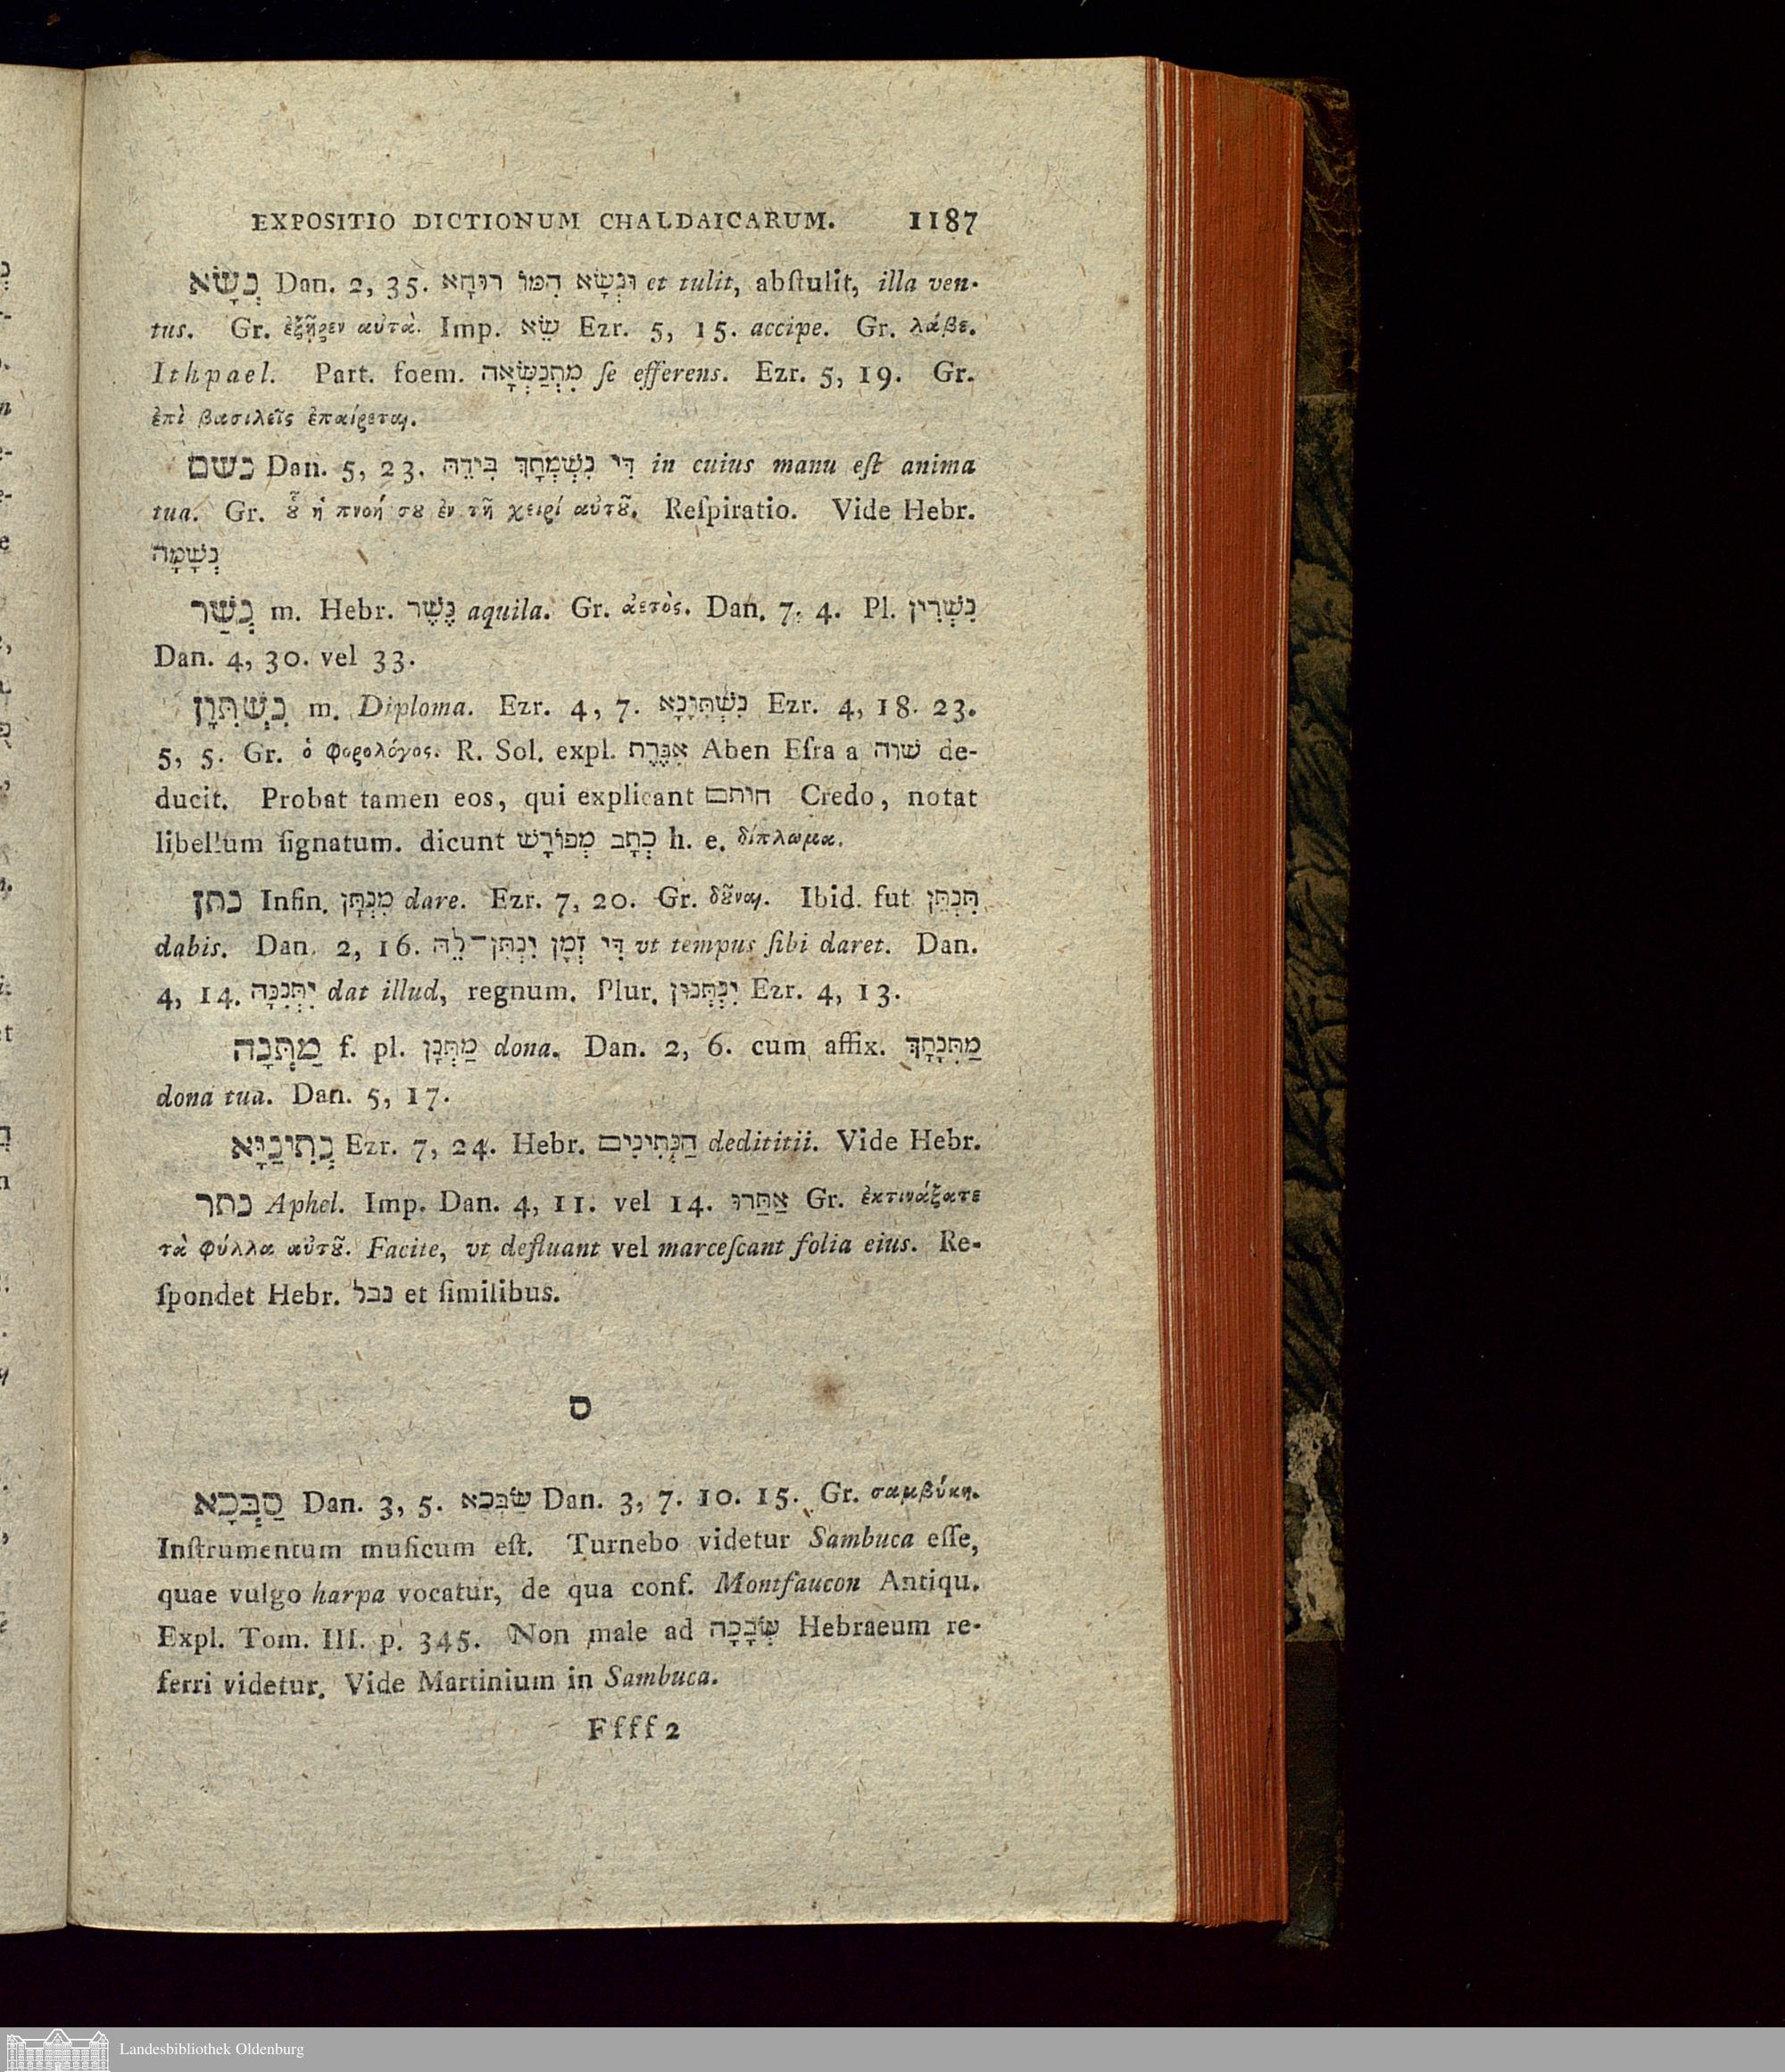 EXPOSITIO DICTIONUM CHALDAICARUM. 1187
נְשָׂא Dan. 2, 35. וּנְשָׂא הִמּוֹ רוּחָא et tulit, abſtulit, illa ven-
tus. Gr. ἐξῆρεν αὐτὰ. Imp. שֵׂא Ezr. 5, 15. accipe. Gr. λάβε.
Ithpael. Part. foem. מִתְנַשְּׂאָה ſe efferens. Ezr. 5, 19. Gr.
ἐπὶ βασιλεῖς ἐπαίρεται.
נשם Dan. 5, 23. דִּי נִשְׁמְתָךְ בִּידֵהּ in cuius manu eſt anima
tua. Gr. ȣ̃ ἡ πνοή σȣ ἐν τῆ χειρί αὐτȣ̃. Reſpiratio. Vide Hebr.
נְשָׁמָה
נְשַׁר m. Hebr. נֶשֶׁר aquila. Gr. ἀετὸς. Dan. 7, 4. Pl. נִשְׁרִין
Dan. 4, 30. vel 33.
נִשְׁתְּוָן m. Diploma. Ezr. 4, 7. נִשְׁתְּוָנָא Ezr. 4, 18. 23.
5, 5. Gr. ὁ φορολόγος. R. Sol. expl. אִגֶּרֶת Aben Eſra a שׁוה de-
ducit. Probat tamen eos, qui explicant חותם Credo, notat
libellum ſignatum. dicunt כְּתָב מְפוֹרָשׁ h. e. δίπλωμα.
נתן Infin. מִנְתָּן dare. Ezr. 7, 20. Gr. δȣ̃ναι. Ibid. fut תִּנְתֵּן
dabis. Dan. 2, 16. דִּי זְמָן יִנְתֵּן־לֵהּ vt tempus ſibi daret. Dan.
4, 14. יִתְּנִנַּהּ dat illud, regnum. Plur. יִנְתְּנוּן Ezr. 4, 13.
מַתְּנָה f. pl. מַתְּנָן dona. Dan. 2, 6. cum affix. מַתְּנָתָךְ
dona tua. Dan. 5, 17.
נְתִינַיָּא Ezr. 7, 24. Hebr. הַנְּתִינִים dedititii. Vide Hebr.
נתר Aphel. Imp. Dan. 4, 11. vel 14. אַתַּרוּ Gr. ἐκτινάξατε
τὰ φύλλα αὐτȣ̃. Facite, vt defluant vel marceſcant folia eius. Re-
ſpondet Hebr. נבל et ſimilibus.
ס
סַבְּכָא Dan. 3, 5. שַׂבְּכא Dan. 3, 7. 10. 15. Gr. σαμβύκη.
Inſtrumentum muſicum eſt. Turnebo videtur Sambuca eſſe,
quae vulgo harpa vocatur, de qua conf. Montfaucon Antiqu.
Expl. Tom. III. p. 345. Non male ad שְׂבָכָה Hebraeum re-
ferri videtur. Vide Martinium in Sambuca.
Ffff 2
Landesbibliothek Oldenburg